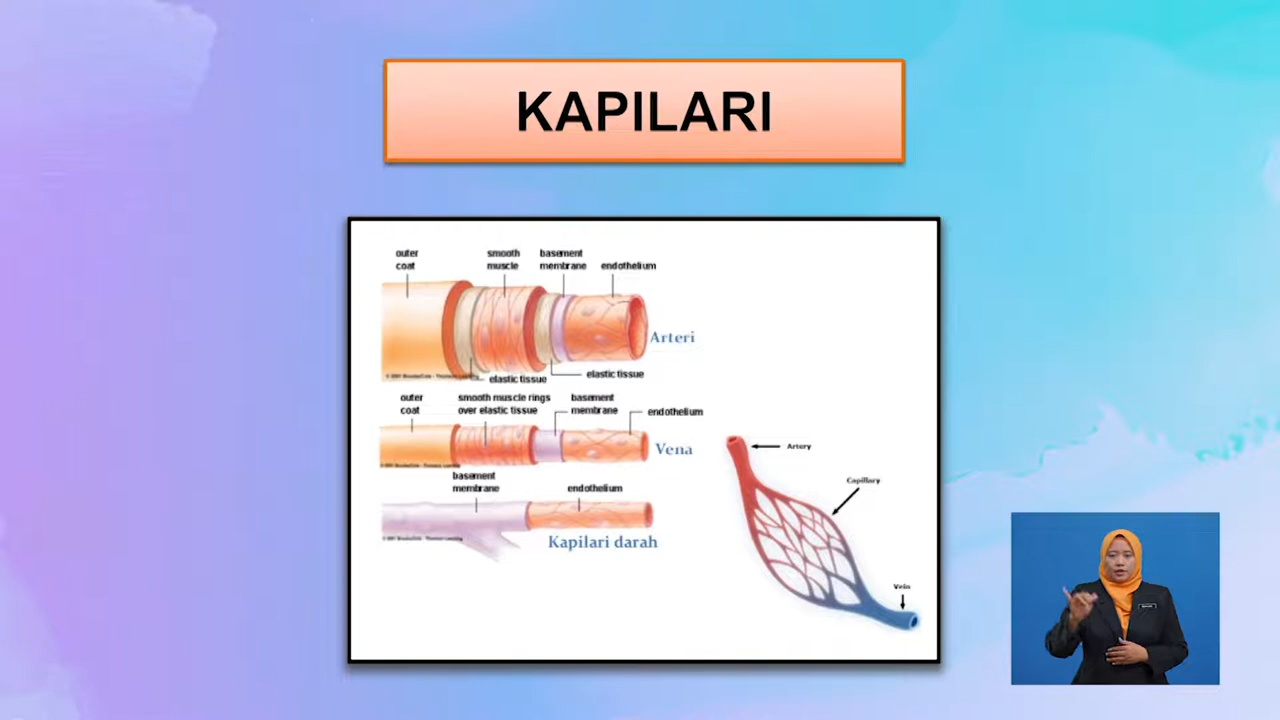 KAPILARI
outer
coat
smooth
muscle
basement
membrane
endothelium
Arteri
elastic tissue
elastic tissue
outer
coat
smooth muscle rings
over elastic tissue
basement
membrane
endothelium
Vena
basement
membrane
endothelium
Kapilari darah
Artery
Capillary
Vein